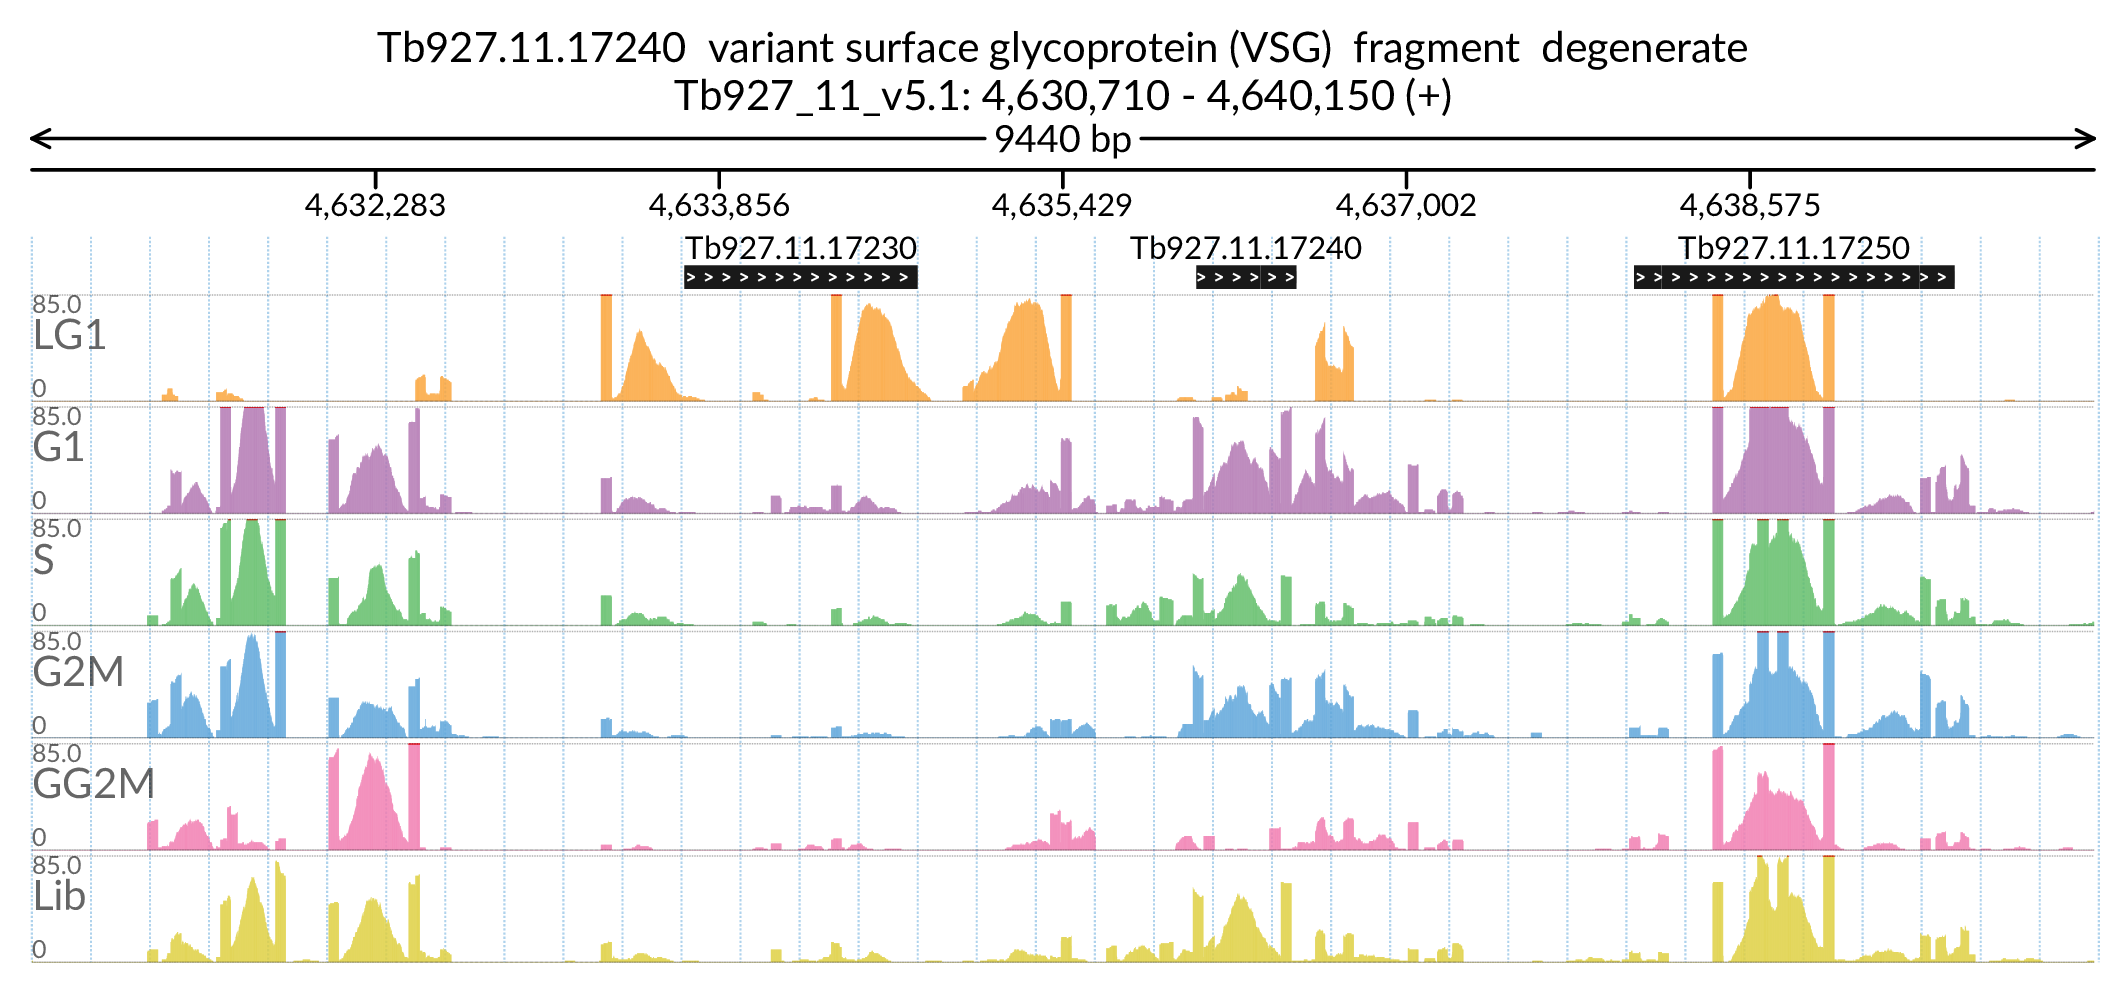 Tb927.11.17240 variant surface glycoprotein (VSG) fragment degenerate
Tb927_11_v5.1: 4,630,710 - 4,640,150 (+)
9440 bp
4,632,283 4,633,856 4,635,429 4,637,002 4,638,575
Tb927.11.17230 Tb927.11.17240 Tb927.11.17250
85.0
LG1
0
85.0
G1
0
85.0
S
0
85.0
G2M
0
85.0
GG2M
0
85.0
Lib
0